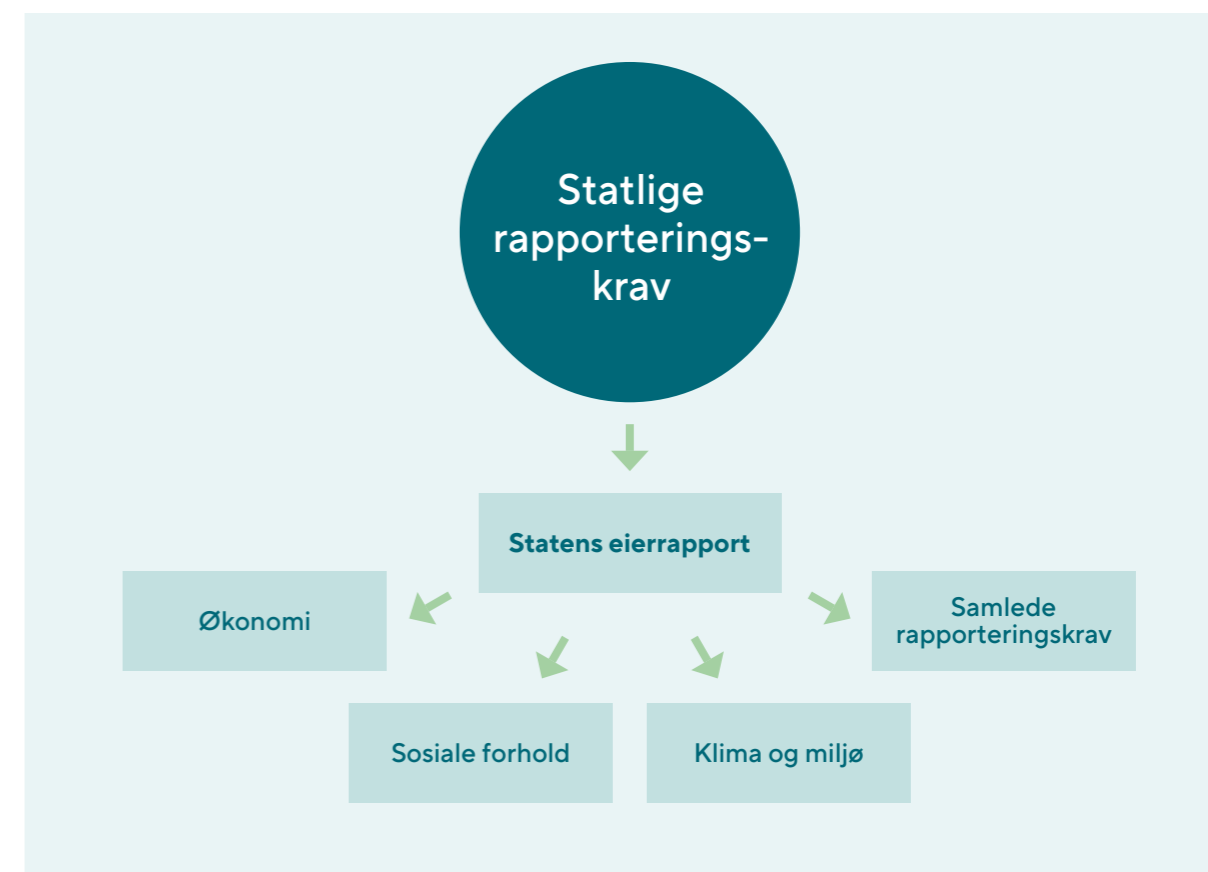 Statlige
rapporterings-
krav
Statens eierrapport
Økonomi
Samlede
rapporteringskrav
Sosiale forhold
Klima og miljø